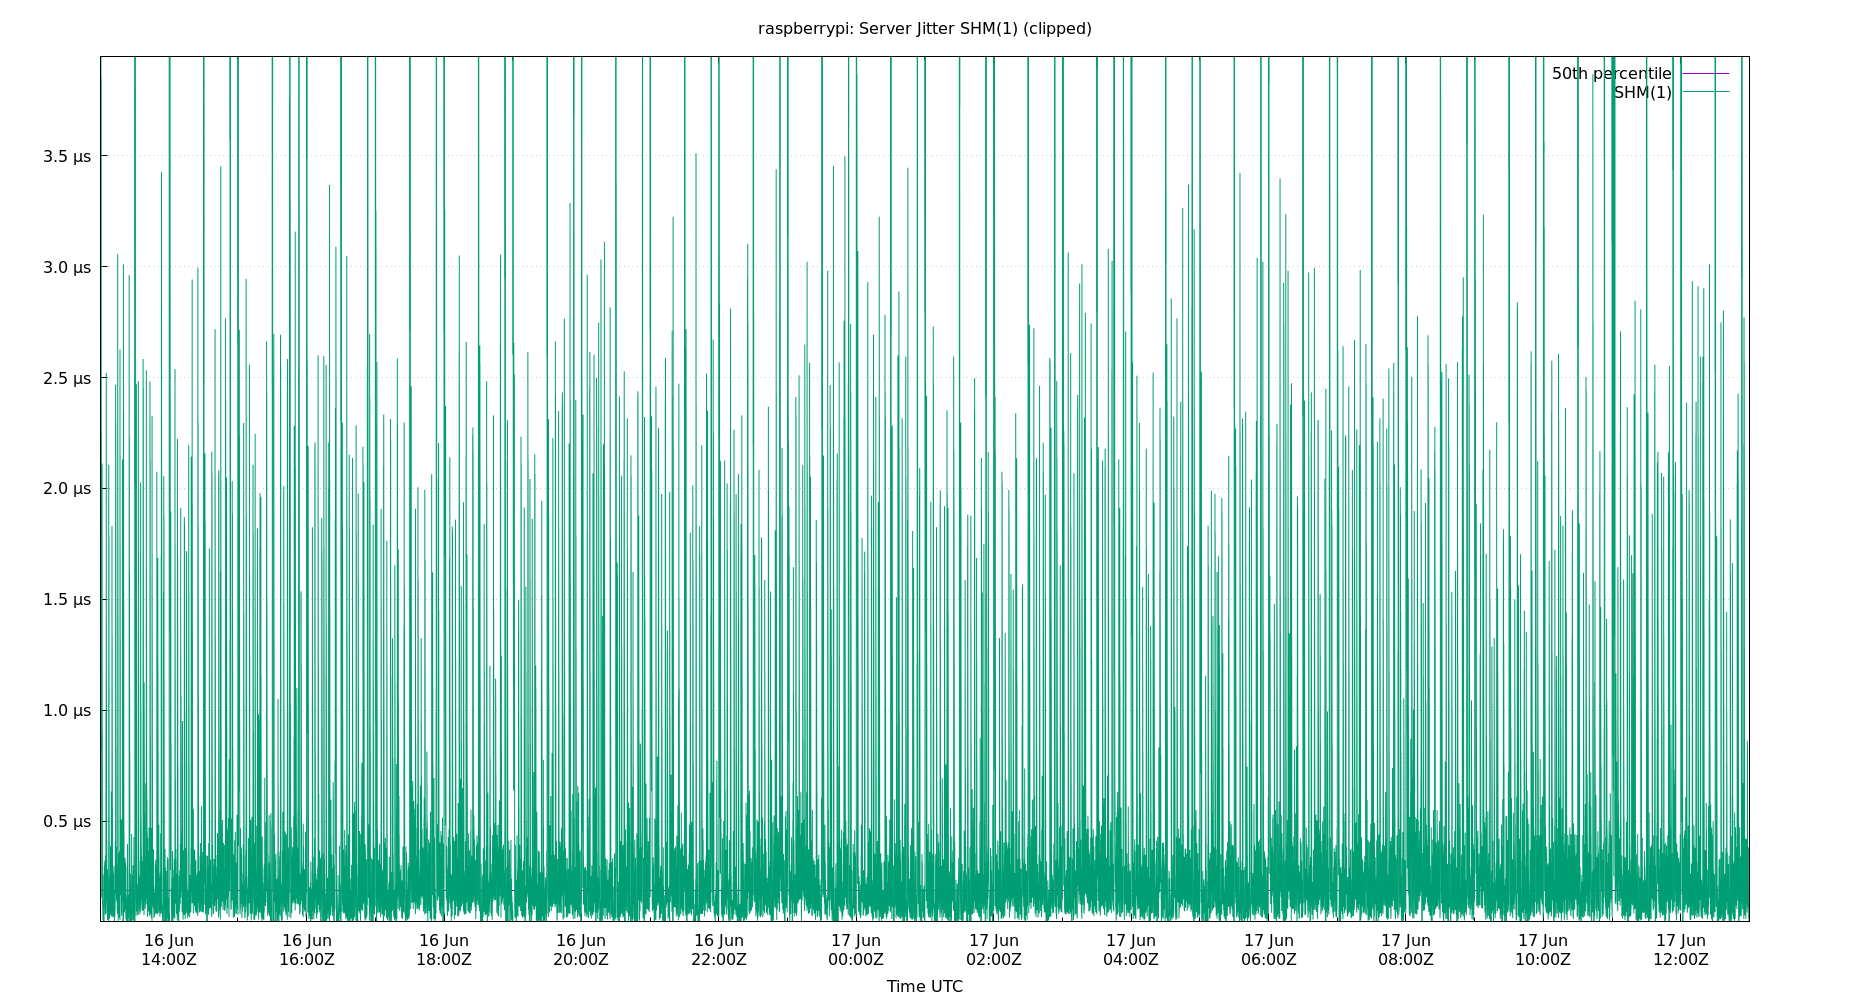 raspberrypi: Server Jitter SHM(1) (clipped)
50th percentile
SHM(1)
3.5 µs
3.0 µs
2.5 µs
2.0 µs
1.5 µs
1.0 µs
0.5 µs
16 Jun 16 Jun 16 Jun 16 Jun 16 Jun 17 Jun 17 Jun 17 Jun 17 Jun 17 Jun 17 Jun 17 Jun
14:00Z 16:00Z 18:00Z 20:00Z 22:00Z 00:00Z 02:00Z 04:00Z 06:00Z 08:00Z 10:00Z 12:00Z
Time UTC